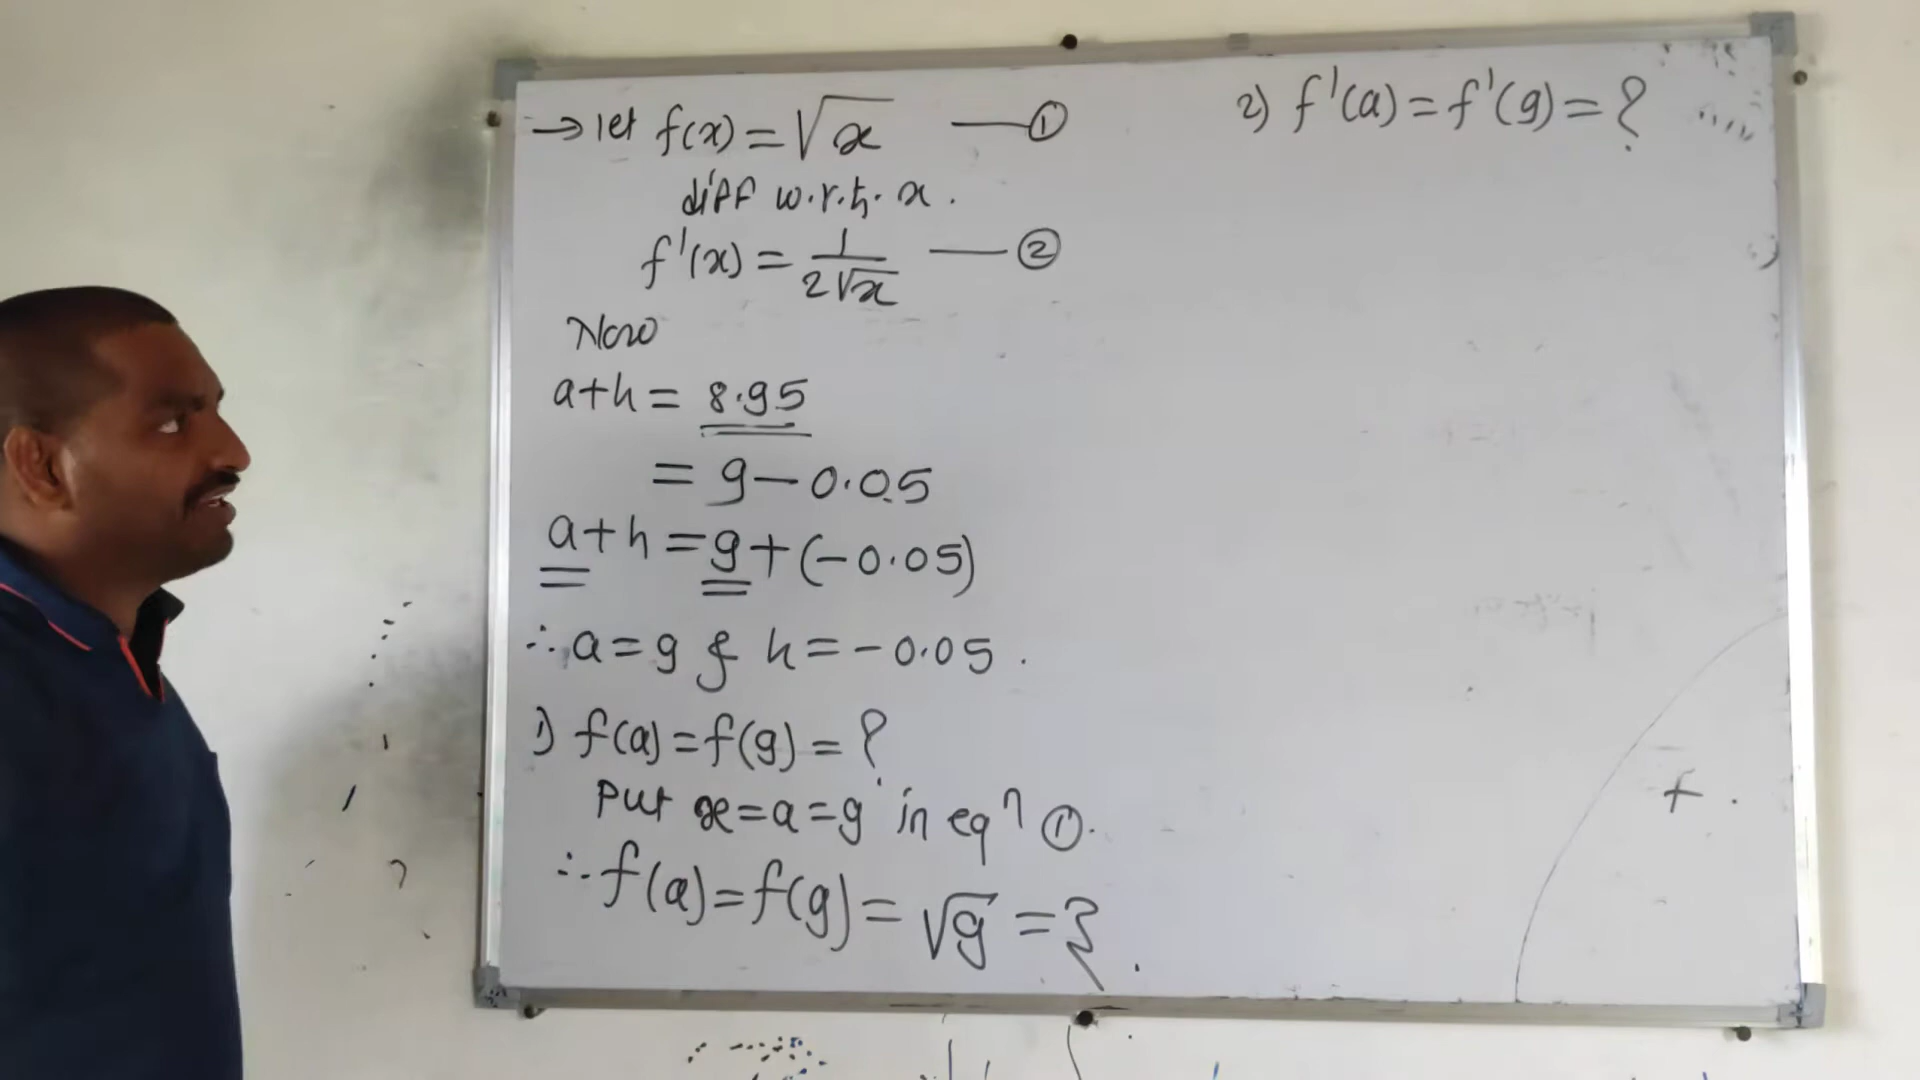 → let f(x) = √x —— ①
diff w.r.t. x.
f'(x) = 1/2√x —— ②
Now
a+h = 8.95
= 9 - 0.05
a+h = 9 + (-0.05)
∴ a = 9 & h = -0.05.
1) f(a) = f(9) = ?
Put x = a = 9 in eqn ①.
∴ f(a) = f(9) = √9 = 3
2) f'(a) = f'(9) = ?